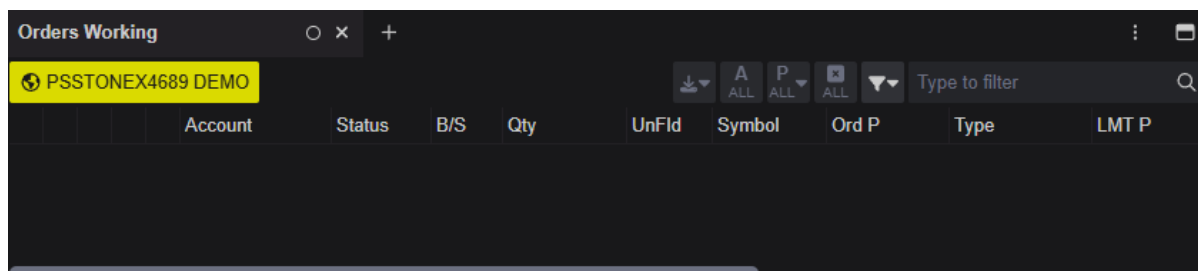 Orders Working
PSSTONEX4689 DEMO
A ALL P ALL ALL Type to filter
Account Status B/S Qty UnFld Symbol Ord P Type LMT P